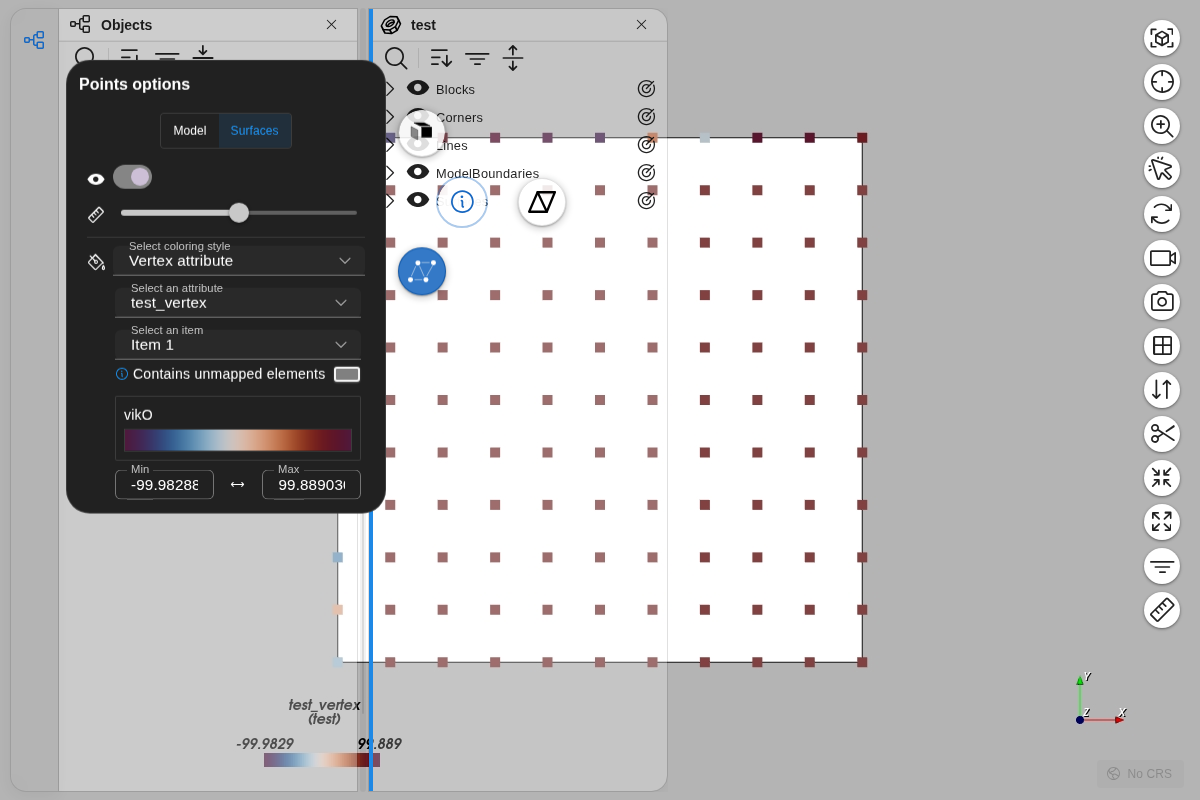 Objects
test
Points options
Model
Surfaces
Select coloring style
Vertex attribute
Select an attribute
test_vertex
Select an item
Item 1
Contains unmapped elements
vikO
Min
-99.98288
Max
99.889030
Blocks
Corners
Lines
ModelBoundaries
test_vertex
(test)
-99.9829
99.889
Y
Z
X
No CRS